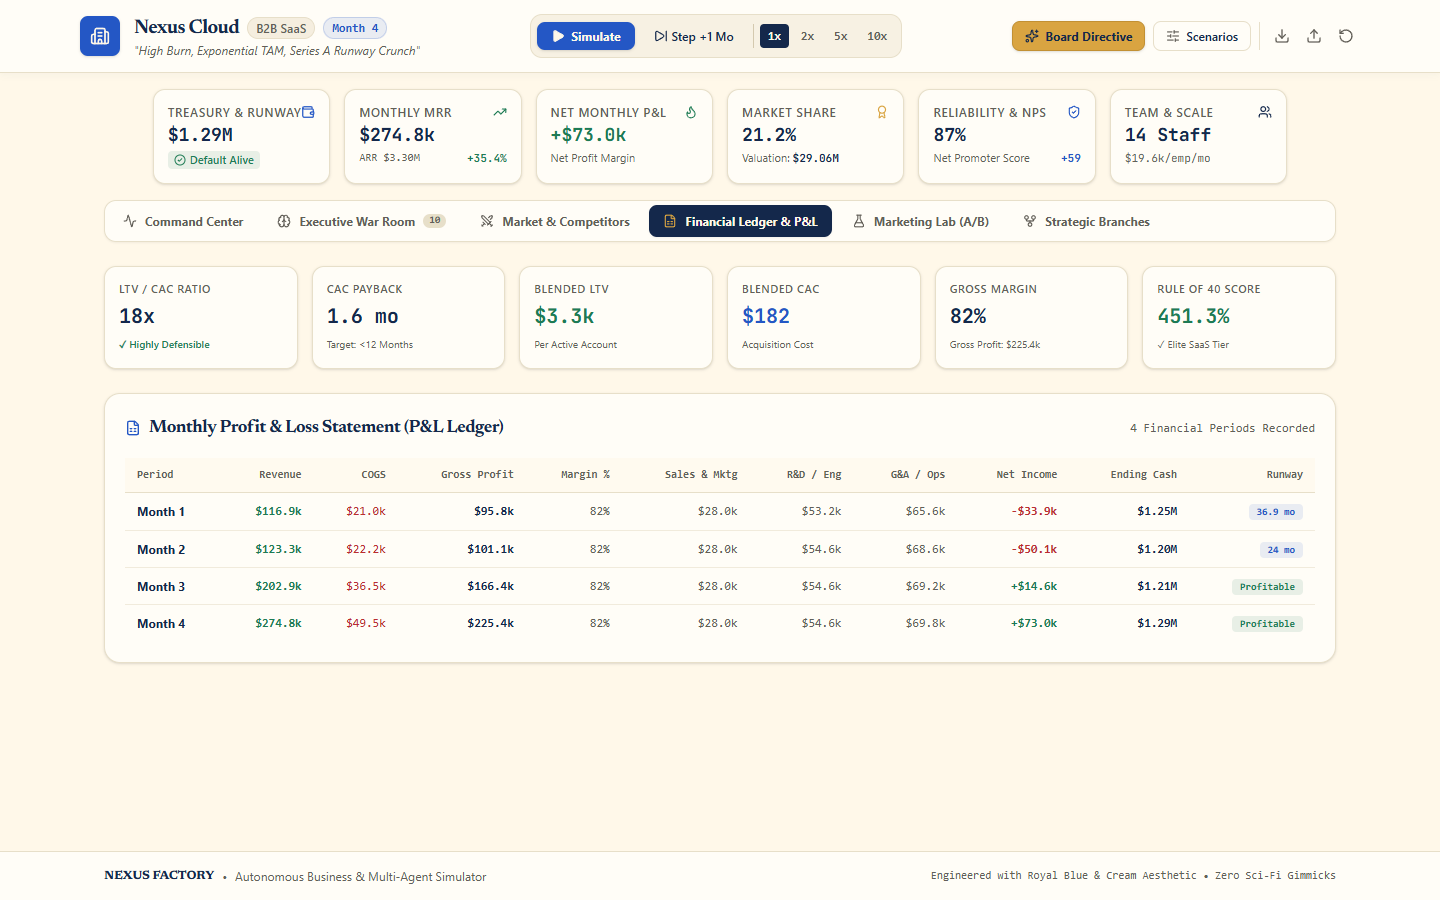 Nexus Cloud B2B SaaS Month 4
"High Burn, Exponential TAM, Series A Runway Crunch"
Simulate Step +1 Mo 1x 2x 5x 10x
Board Directive Scenarios
TREASURY & RUNWAY
$1.29M
Default Alive
MONTHLY MRR
$274.8k
ARR $3.30M +35.4%
NET MONTHLY P&L
+$73.0k
Net Profit Margin
MARKET SHARE
21.2%
Valuation: $29.06M
RELIABILITY & NPS
87%
Net Promoter Score +59
TEAM & SCALE
14 Staff
$19.6k/emp/mo
Command Center Executive War Room 10 Market & Competitors Financial Ledger & P&L Marketing Lab (A/B) Strategic Branches
LTV / CAC RATIO
18x
✓ Highly Defensible
CAC PAYBACK
1.6 mo
Target: <12 Months
BLENDED LTV
$3.3k
Per Active Account
BLENDED CAC
$182
Acquisition Cost
GROSS MARGIN
82%
Gross Profit: $225.4k
RULE OF 40 SCORE
451.3%
✓ Elite SaaS Tier
Monthly Profit & Loss Statement (P&L Ledger) 4 Financial Periods Recorded
Period Revenue COGS Gross Profit Margin % Sales & Mktg R&D / Eng G&A / Ops Net Income Ending Cash Runway
Month 1 $116.9k $21.0k $95.8k 82% $28.0k $53.2k $65.6k -$33.9k $1.25M 36.9 mo
Month 2 $123.3k $22.2k $101.1k 82% $28.0k $54.6k $68.6k -$50.1k $1.20M 24 mo
Month 3 $202.9k $36.5k $166.4k 82% $28.0k $54.6k $69.2k +$14.6k $1.21M Profitable
Month 4 $274.8k $49.5k $225.4k 82% $28.0k $54.6k $69.8k +$73.0k $1.29M Profitable
NEXUS FACTORY • Autonomous Business & Multi-Agent Simulator
Engineered with Royal Blue & Cream Aesthetic • Zero Sci-Fi Gimmicks